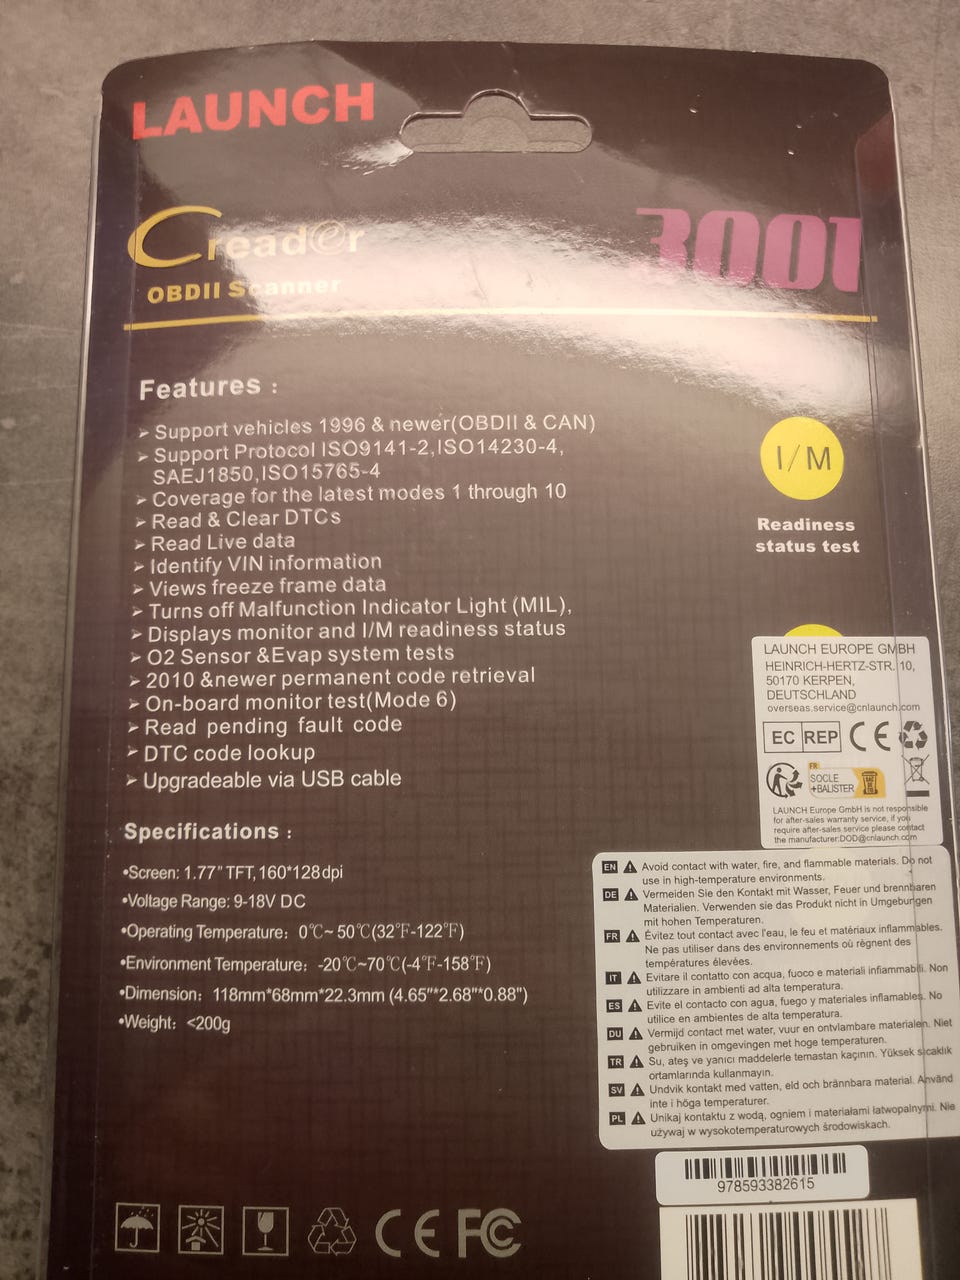 LAUNCH
Creader
3001
OBDII Scanner
Features :
➢ Support vehicles 1996 & newer(OBDII & CAN)
➢ Support Protocol ISO9141-2,ISO14230-4,
SAEJ1850,ISO15765-4
➢ Coverage for the latest modes 1 through 10
➢ Read & Clear DTCs
➢ Read Live data
➢ Identify VIN information
➢ Views freeze frame data
➢ Turns off Malfunction Indicator Light (MIL),
➢ Displays monitor and I/M readiness status
➢ O2 Sensor &Evap system tests
➢ 2010 &newer permanent code retrieval
➢ On-board monitor test(Mode 6)
➢ Read pending fault code
➢ DTC code lookup
➢ Upgradeable via USB cable
I/M
Readiness
status test
Specifications :
•Screen: 1.77" TFT,160*128dpi
•Voltage Range: 9-18V DC
•Operating Temperature: 0℃~ 50℃(32℉-122℉)
•Environment Temperature: -20℃~70℃(-4℉-158℉)
•Dimension: 118mm*68mm*22.3mm (4.65"*2.68"*0.88")
•Weight: <200g
LAUNCH EUROPE GMBH
HEINRICH-HERTZ-STR. 10,
50170 KERPEN,
DEUTSCHLAND
overseas.service@cnlaunch.com
EC REP CE
FR
SOCLE
+BALISTER
BAC
DE TRI
LAUNCH Europe GmbH is not responsible
for after-sales warranty service, if you
require after-sales service please contact
the manufacturer:DOD@cnlaunch.com
EN Avoid contact with water, fire, and flammable materials. Do not
use in high-temperature environments.
DE Vermeiden Sie den Kontakt mit Wasser, Feuer und brennbaren
Materialien. Verwenden sie das Produkt nicht in Umgebungen
mit hohen Temperaturen.
FR Évitez tout contact avec l'eau, le feu et matériaux inflammables.
Ne pas utiliser dans des environnements où règnent des
températures élevées.
IT Evitare il contatto con acqua, fuoco e materiali infiammabili. Non
utilizzare in ambienti ad alta temperatura.
ES Evite el contacto con agua, fuego y materiales inflamables. No
utilice en ambientes de alta temperatura.
DU Vermijd contact met water, vuur en ontvlambare materialen. Niet
gebruiken in omgevingen met hoge temperaturen.
TR Su, ateş ve yanıcı maddelerle temastan kaçının. Yüksek sıcaklık
ortamlarında kullanmayın.
SV Undvik kontakt med vatten, eld och brännbara material. Använd
inte i höga temperaturer.
PL Unikaj kontaktu z wodą, ogniem i materiałami łatwopalnymi. Nie
używaj w wysokotemperaturowych środowiskach.
978593382615
CE FC